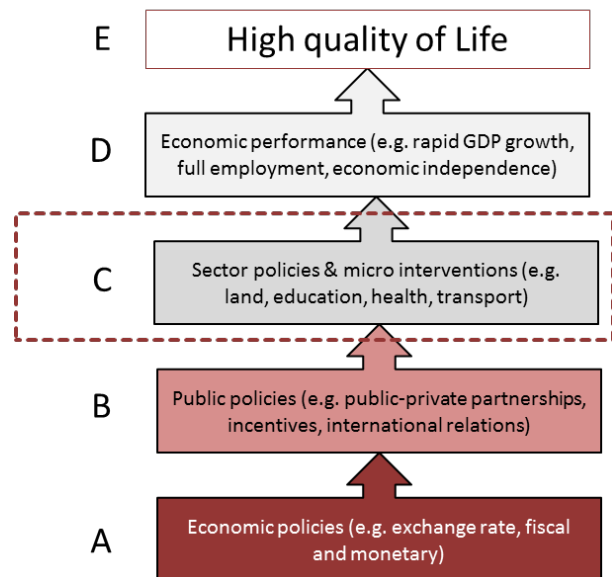 E
High quality of Life
D
Economic performance (e.g. rapid GDP growth,
full employment, economic independence)
C
Sector policies & micro interventions (e.g.
land, education, health, transport)
B
Public policies (e.g. public-private partnerships,
incentives, international relations)
A
Economic policies (e.g. exchange rate, fiscal
and monetary)